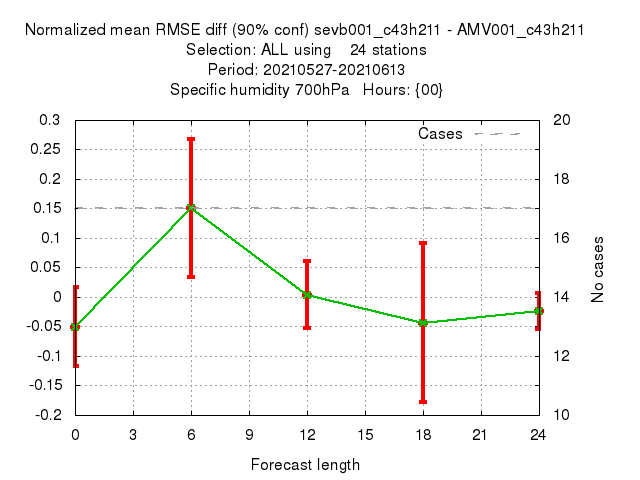 Normalized mean RMSE diff (90% conf) sevb001_c43h211 - AMV001_c43h211
Selection: ALL using    24 stations
Period: 20210527-20210613
Specific humidity 700hPa   Hours: {00}
Cases
0.3
0.25
0.2
0.15
0.1
0.05
0
-0.05
-0.1
-0.15
-0.2
20
19
18
17
16
14
13
12
10
No cases
0 3 6 9 12 15 18 21 24
Forecast length